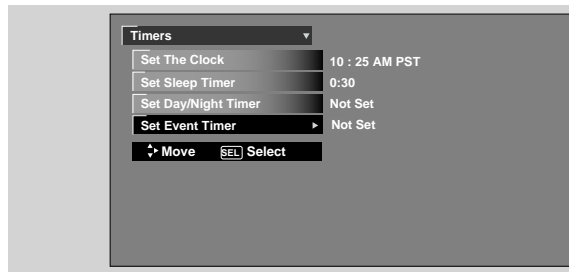 Timers
Set The Clock 10 : 25 AM PST
Set Sleep Timer 0:30
Set Day/Night Timer Not Set
Set Event Timer Not Set
Move SEL Select